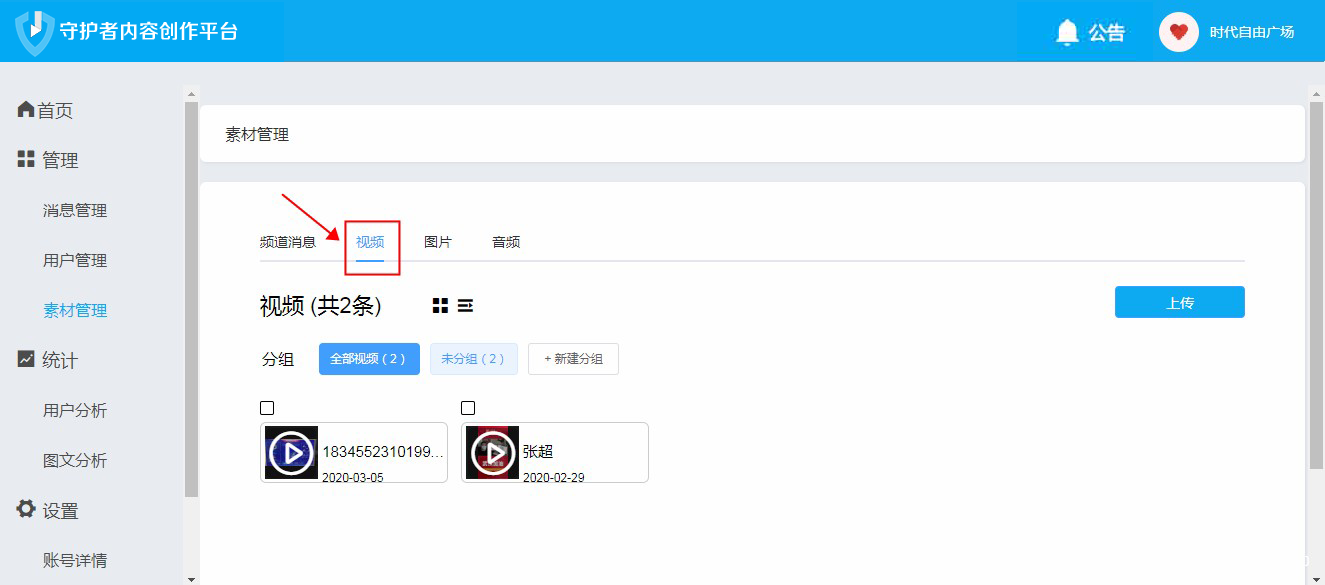 守护者内容创作平台
公告
时代自由广场
首页
管理
消息管理
用户管理
素材管理
统计
用户分析
图文分析
设置
账号详情
素材管理
频道消息 视频 图片 音频
视频 (共2条)
上传
分组 全部视频（2） 未分组（2） + 新建分组
1834552310199...
2020-03-05
张超
2020-02-29